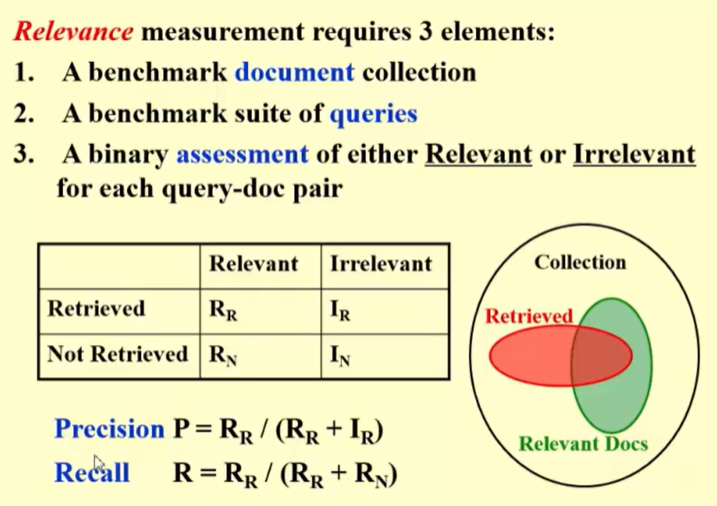 Relevance measurement requires 3 elements:
1. A benchmark document collection
2. A benchmark suite of queries
3. A binary assessment of either Relevant or Irrelevant
for each query-doc pair
Relevant Irrelevant
Retrieved R_R I_R
Not Retrieved R_N I_N
Collection
Retrieved
Relevant Docs
Precision P = R_R / (R_R + I_R)
Recall R = R_R / (R_R + R_N)